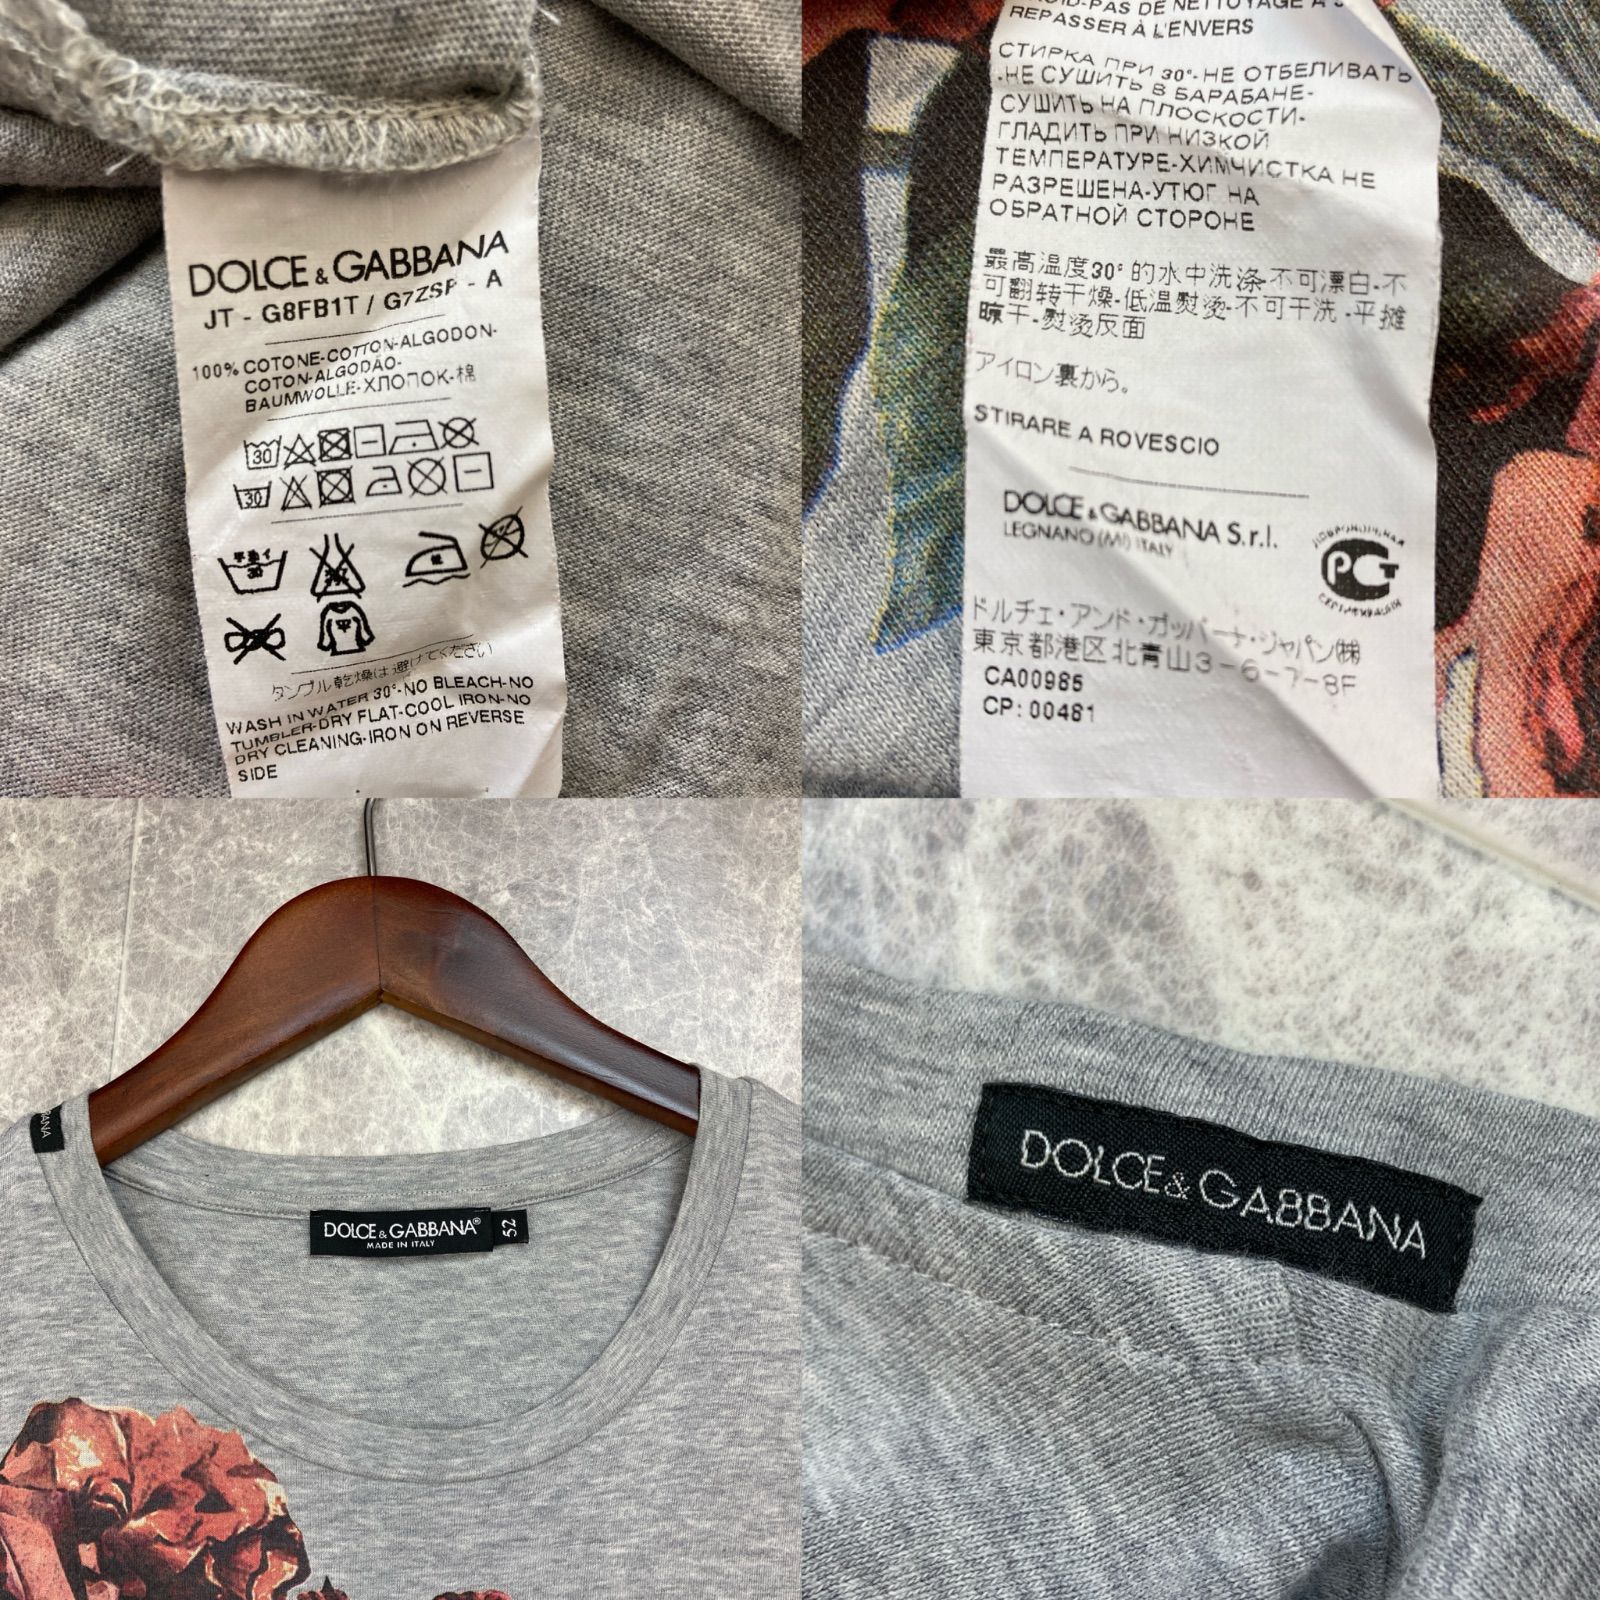 DOLCE & GABBANA
JT - G8FB1T / G7ZSP - A
100% COTONE-COTTON-ALGODON-
COTON-ALGODÃO-
BAUMWOLLE-ХЛОПОК-棉
30
30
30
タンブル乾燥は避けてください
WASH IN WATER 30°-NO BLEACH-NO
TUMBLER-DRY FLAT-COOL IRON-NO
DRY CLEANING-IRON ON REVERSE
SIDE
REPASSER À L'ENVERS
СТИРКА ПРИ 30°-НЕ ОТБЕЛИВАТЬ
-НЕ СУШИТЬ В БАРАБАНЕ-
СУШИТЬ НА ПЛОСКОСТИ-
ГЛАДИТЬ ПРИ НИЗКОЙ
ТЕМПЕРАТУРЕ-ХИМЧИСТКА НЕ
РАЗРЕШЕНА-УТЮГ НА
ОБРАТНОЙ СТОРОНЕ
最高温度30°的水中洗涤-不可漂白-不
可翻转干燥-低温熨烫-不可干洗-平摊
晾干-熨烫反面
アイロン裏から。
STIRARE A ROVESCIO
DOLCE & GABBANA S.r.l.
LEGNANO (MI) ITALY
ドルチェ・アンド・ガッバーナ・ジャパン㈱
東京都港区北青山3-6-7-8F
CA00985
CP: 00481
BANA
DOLCE & GABBANA®
MADE IN ITALY
52
DOLCE & GABBANA